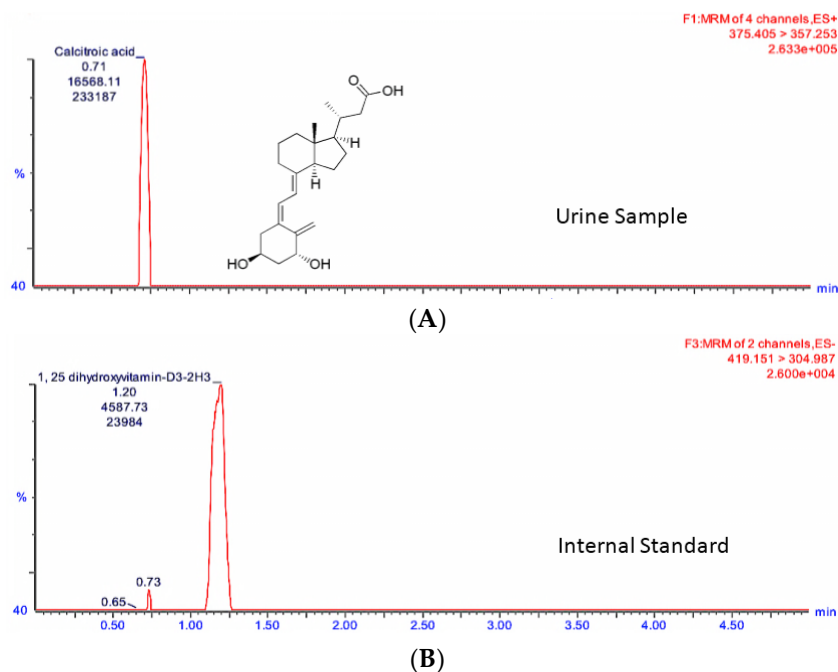 F1:MRM of 4 channels,ES+
375.405 > 357.253
2.633e+005
Calcitroic acid
0.71
16568.11
233187
O
OH
H
H
HO
OH
%
Urine Sample
40
min
(A)
F3:MRM of 2 channels,ES-
419.151 > 304.987
2.600e+004
1, 25 dihydroxyvitamin-D3-2H3
1.20
4587.73
23984
%
Internal Standard
0.73
0.65
40
min
0.50 1.00 1.50 2.00 2.50 3.00 3.50 4.00 4.50
(B)